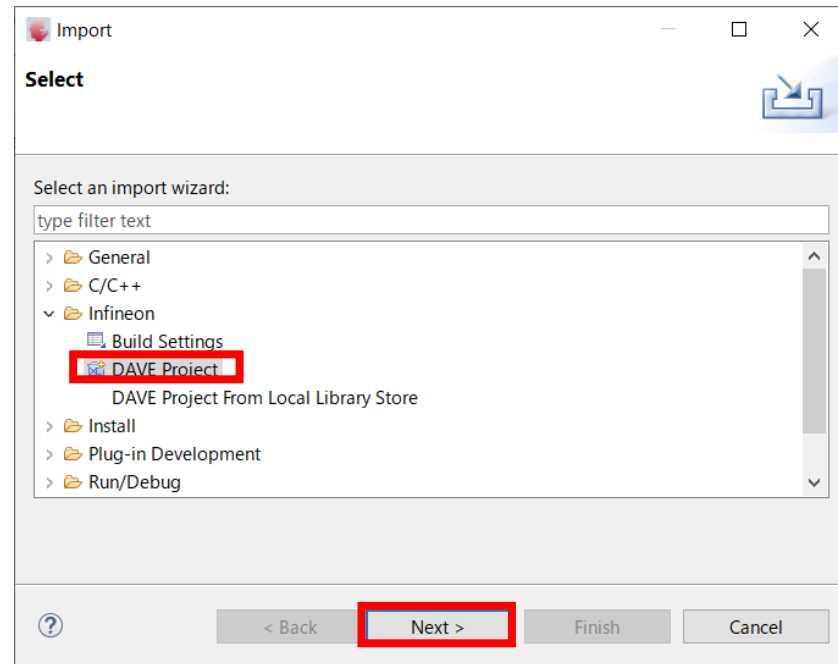 Import
Select
Select an import wizard:
type filter text
General
C/C++
Infineon
Build Settings
DAVE Project
DAVE Project From Local Library Store
Install
Plug-in Development
Run/Debug
? < Back Next > Finish Cancel